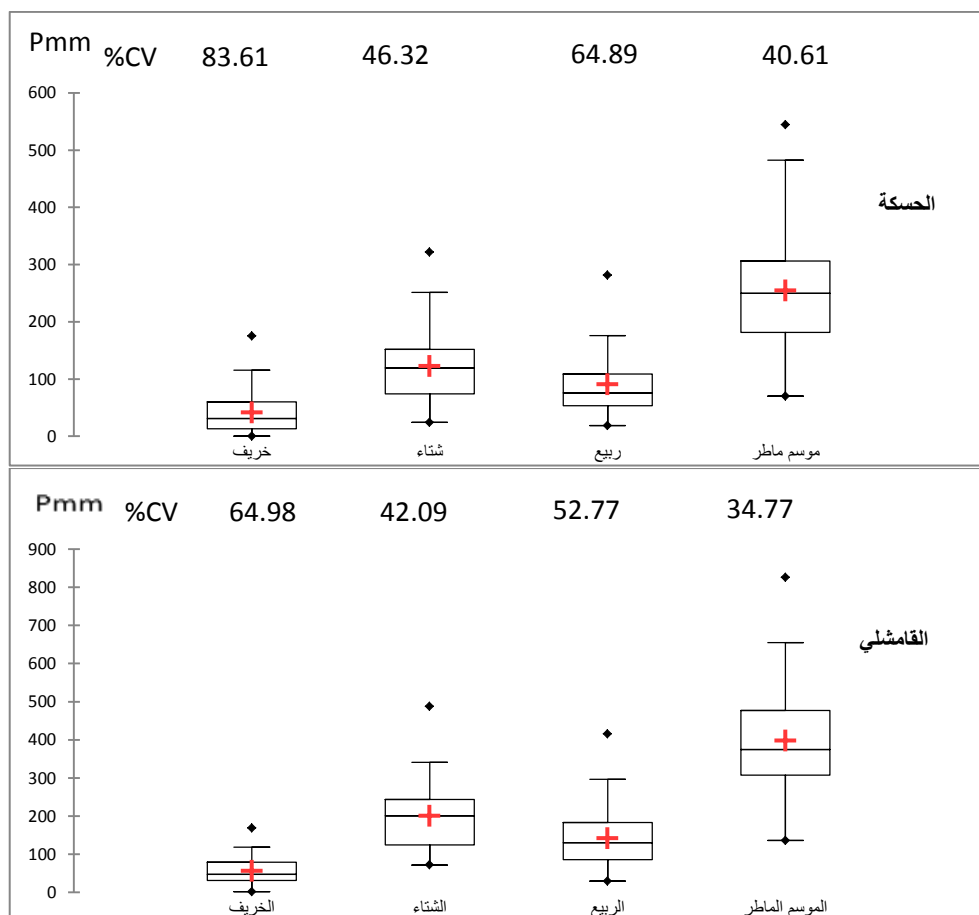 Pmm
%CV 83.61 46.32 64.89 40.61
600
500
400
الحسكة
300
200
100
0
خريف شتاء ربيع موسم ماطر
Pmm
%CV 64.98 42.09 52.77 34.77
900
800
700
القامشلي
600
500
400
300
200
100
0
الخريف الشتاء الربيع الموسم الماطر